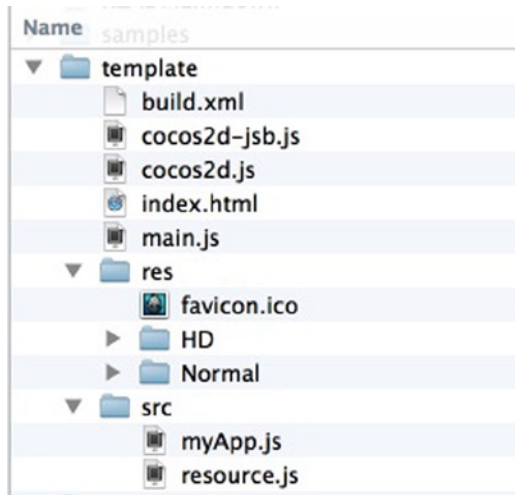 Name
samples
template
build.xml
cocos2d-jsb.js
cocos2d.js
index.html
main.js
res
favicon.ico
HD
Normal
src
myApp.js
resource.js